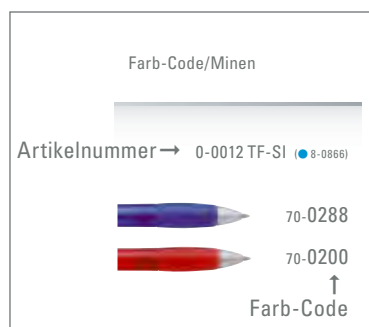 Farb-Code/Minen
Artikelnummer → 0-0012 TF-SI (● 8-0866)
70-0288
70-0200
↑
Farb-Code